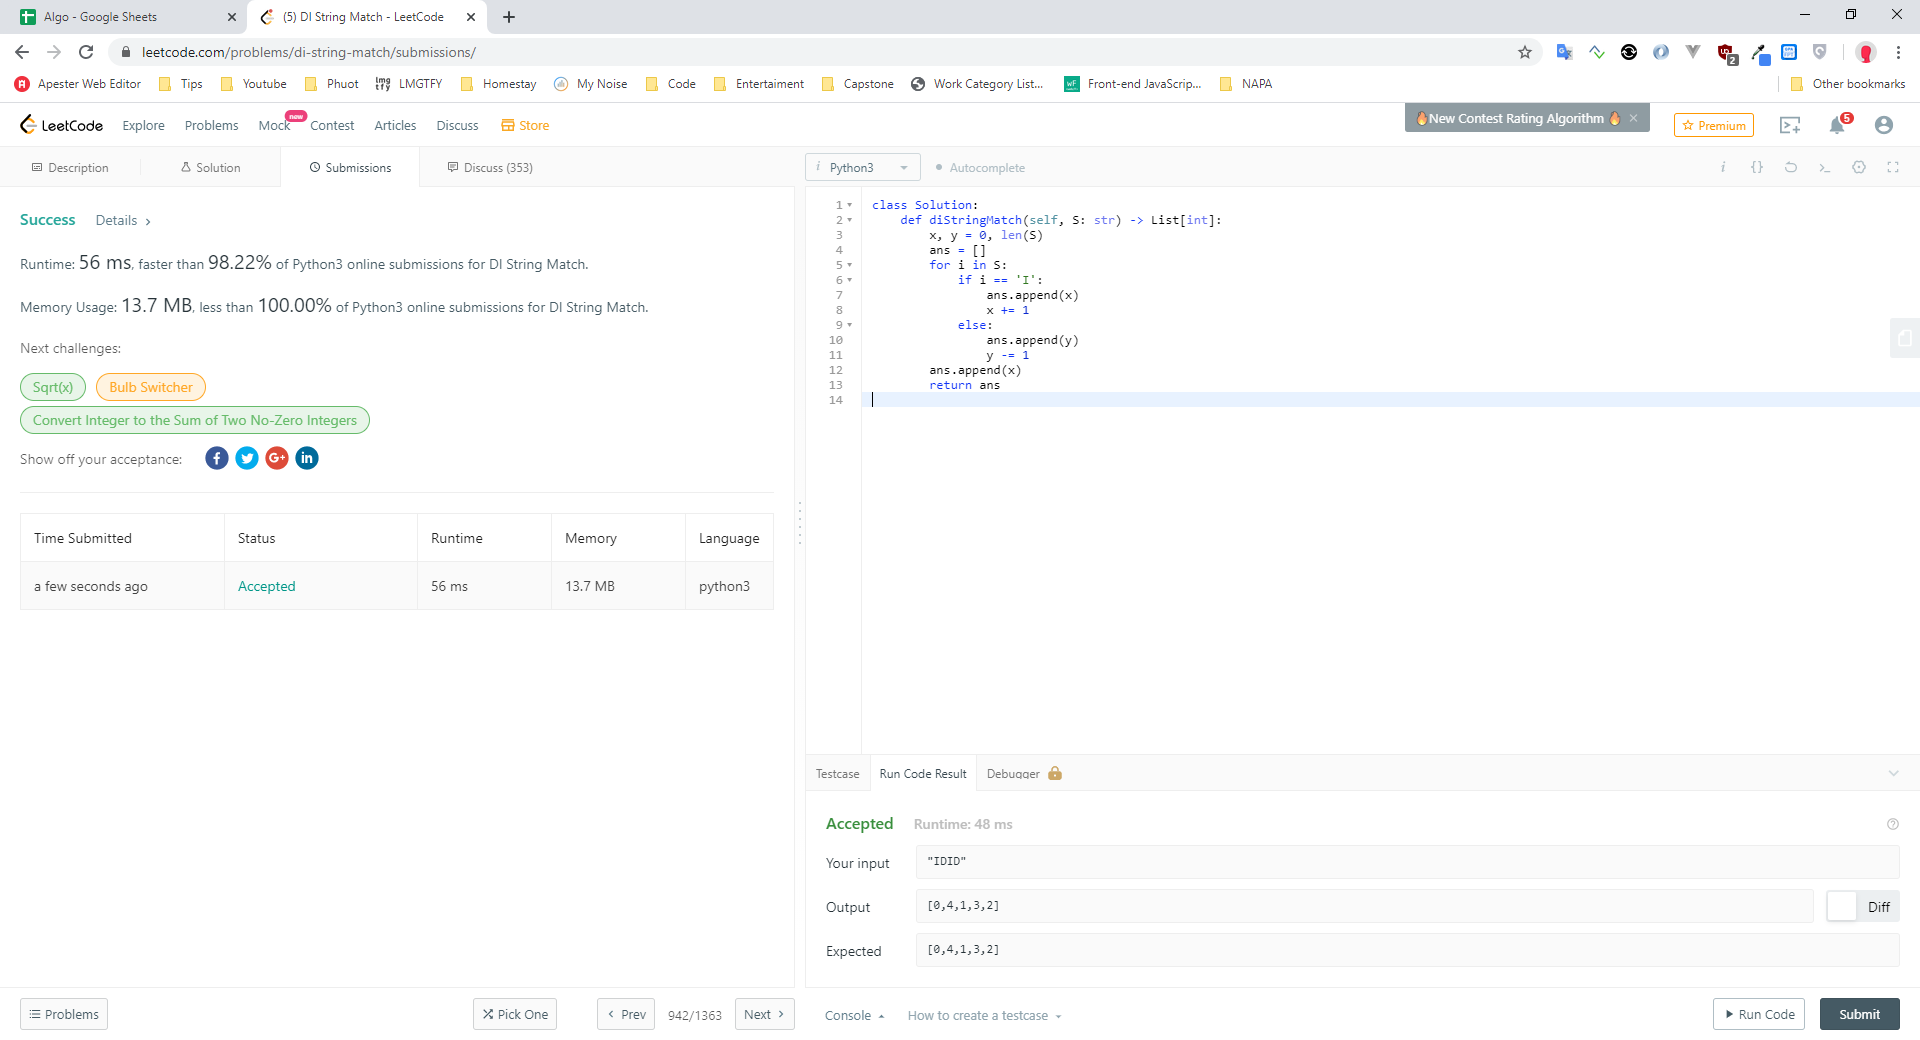 Algo - Google Sheets
(5) DI String Match - LeetCode
leetcode.com/problems/di-string-match/submissions/
2
Apester Web Editor Tips Youtube Phuot LMGTFY Homestay My Noise Code Entertaiment Capstone Work Category List... Front-end JavaScrip... NAPA Other bookmarks
LeetCode Explore Problems Mock new Contest Articles Discuss Store
🔥New Contest Rating Algorithm 🔥 ×
Premium
5
Description Solution Submissions Discuss (353)
Success Details >
Runtime: 56 ms, faster than 98.22% of Python3 online submissions for DI String Match.
Memory Usage: 13.7 MB, less than 100.00% of Python3 online submissions for DI String Match.
Next challenges:
Sqrt(x) Bulb Switcher
Convert Integer to the Sum of Two No-Zero Integers
Show off your acceptance: f G+ in
Time Submitted Status Runtime Memory Language
a few seconds ago Accepted 56 ms 13.7 MB python3
Problems Pick One < Prev 942/1363 Next >
i Python3 Autocomplete i {} >_
1 class Solution:
2     def diStringMatch(self, S: str) -> List[int]:
3         x, y = 0, len(S)
4         ans = []
5         for i in S:
6             if i == 'I':
7                 ans.append(x)
8                 x += 1
9             else:
10                 ans.append(y)
11                 y -= 1
12         ans.append(x)
13         return ans
14
Testcase Run Code Result Debugger
Accepted Runtime: 48 ms
Your input "IDID"
Output [0,4,1,3,2] Diff
Expected [0,4,1,3,2]
Console How to create a testcase Run Code Submit